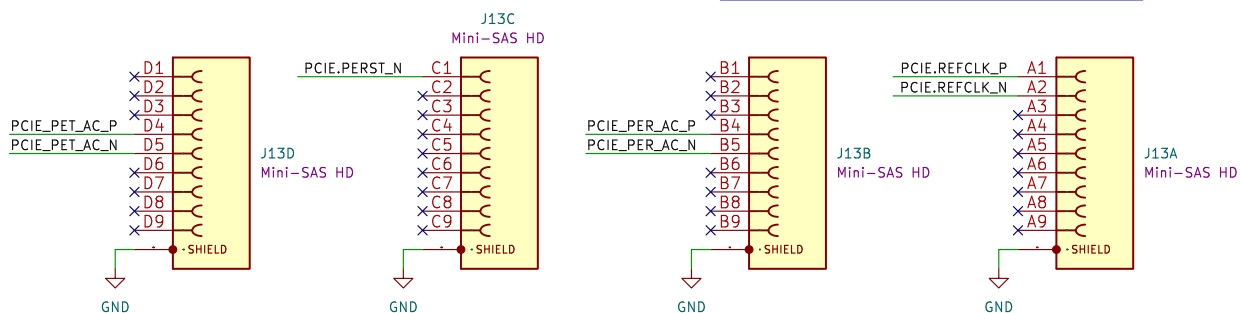 J13C
Mini-SAS HD
D1
D2
D3
PCIE_PET_AC_P D4
PCIE_PET_AC_N D5
D6
D7
D8
D9
SHIELD
GND
J13D
Mini-SAS HD
PCIE.PERST_N C1
C2
C3
C4
C5
C6
C7
C8
C9
SHIELD
GND
B1
B2
B3
PCIE_PER_AC_P B4
PCIE_PER_AC_N B5
B6
B7
B8
B9
SHIELD
GND
J13B
Mini-SAS HD
PCIE.REFCLK_P A1
PCIE.REFCLK_N A2
A3
A4
A5
A6
A7
A8
A9
SHIELD
GND
J13A
Mini-SAS HD